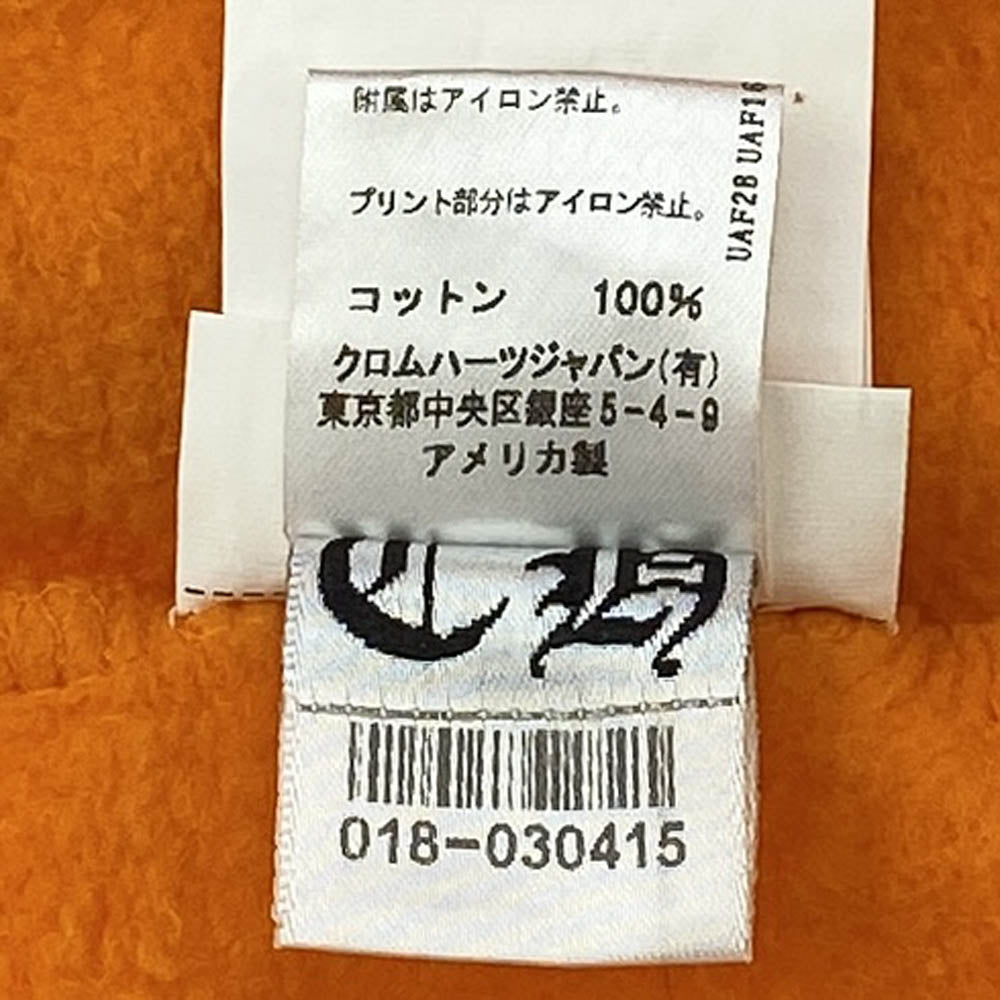 附属はアイロン禁止。
プリント部分はアイロン禁止。
コットン 100%
クロムハーツジャパン(有)
東京都中央区銀座5-4-9
アメリカ製
UAF28 UAF16
CH
018-030415